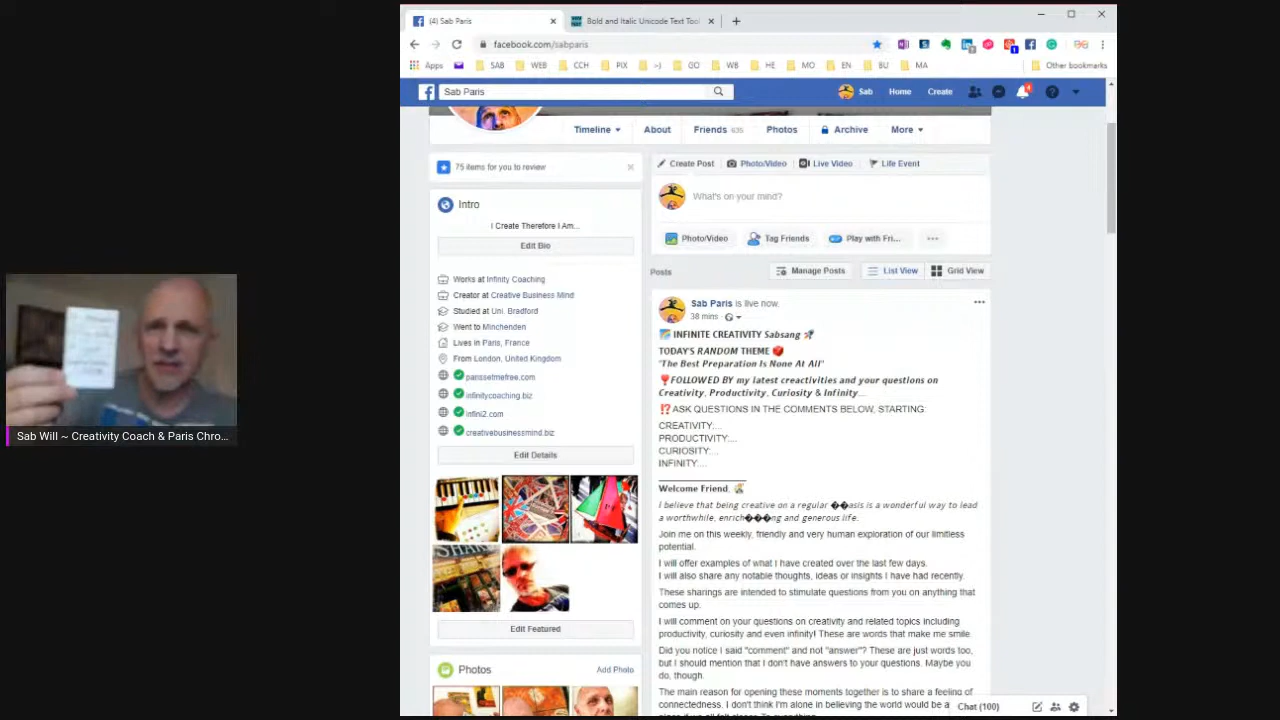 (4) Sab Paris
Bold and Italic Unicode Text Tool
facebook.com/sabparis
Apps
SAB
WEB
CCH
PIX
:-)
GO
WB
HE
MO
EN
BU
MA
Other bookmarks
Sab Paris
Sab
Home
Create
4
Timeline
About
Friends 635
Photos
Archive
More
75 items for you to review
Intro
I Create Therefore I Am...
Edit Bio
Works at Infinity Coaching
Creator at Creative Business Mind
Studied at Uni. Bradford
Went to Minchenden
Lives in Paris, France
From London, United Kingdom
parissetmefree.com
infinitycoaching.biz
infini2.com
creativebusinessmind.biz
Edit Details
Edit Featured
Photos
Add Photo
Create Post
Photo/Video
Live Video
Life Event
What's on your mind?
Photo/Video
Tag Friends
Play with Fri...
Posts
Manage Posts
List View
Grid View
Sab Paris is live now.
38 mins
INFINITE CREATIVITY Sabsang 🚀
TODAY'S RANDOM THEME
"The Best Preparation Is None At All"
FOLLOWED BY my latest creactivities and your questions on
Creativity, Productivity, Curiosity & Infinity...
⁉️ASK QUESTIONS IN THE COMMENTS BELOW, STARING:
CREATIVITY:...
PRODUCTIVITY:...
CURIOSITY:...
INFINITY:...
Welcome Friend,
I believe that being creative on a regular ��asis is a wonderful way to lead
a worthwhile, enrich���ng and generous life.
Join me on this weekly, friendly and very human exploration of our limitless
potential.
I will offer examples of what I have created over the last few days.
I will also share any notable thoughts, ideas or insights I have had recently.
These sharings are intended to stimulate questions from you on anything that
comes up.
I will comment on your questions on creativity and related topics including
productivity, curiosity and even infinity! These are words that make me smile.
Did you notice I said "comment" and not "answer"? These are just words too,
but I should mention that I don't have answers to your questions. Maybe you
do, though.
The main reason for opening these moments together is to share a feeling of
connectedness. I don't think I'm alone in believing the world would be a
Chat (100)
Sab Will ~ Creativity Coach & Paris Chro...